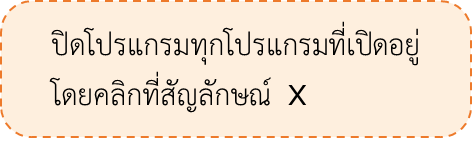 ปิดโปรแกรมทุกโปรแกรมที่เปิดอยู่
โดยคลิกที่สัญลักษณ์ X